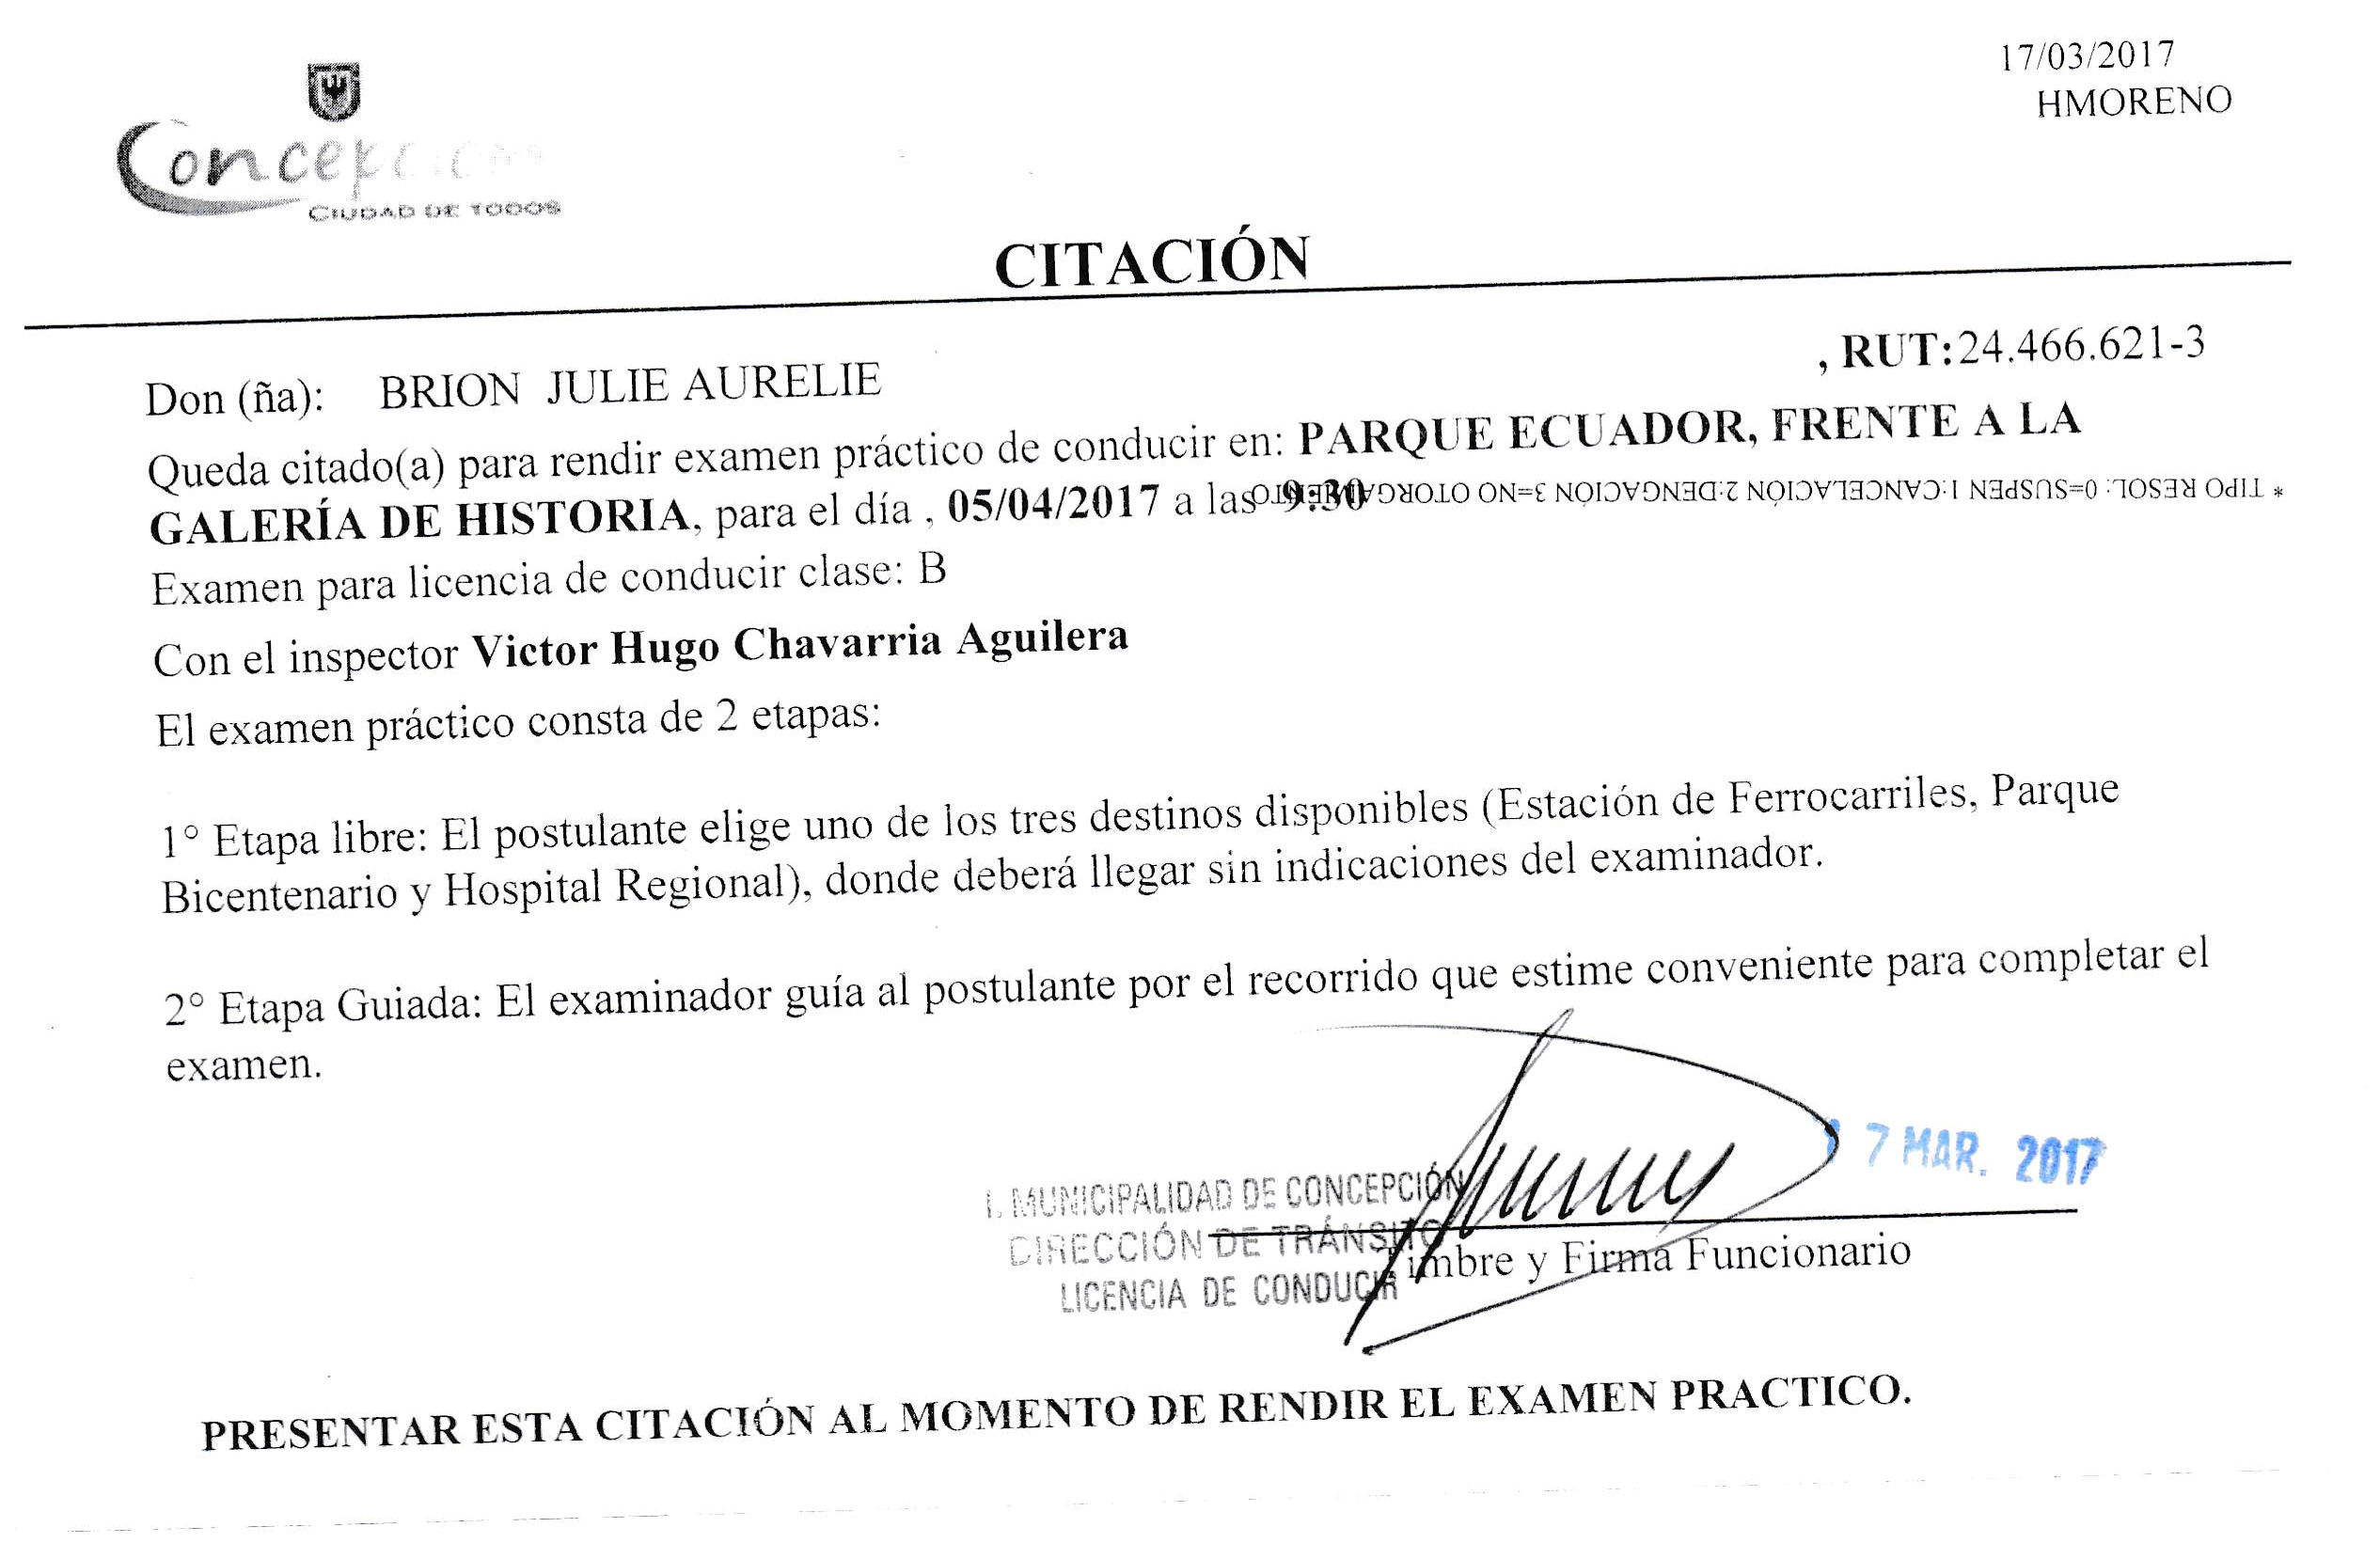 17/03/2017
HMORENO
Concepción
CIUDAD DE TODOS
CITACIÓN
Don (ña): BRION JULIE AURELIE , RUT:24.466.621-3
Queda citado(a) para rendir examen práctico de conducir en: PARQUE ECUADOR, FRENTE A LA
GALERÍA DE HISTORIA, para el día , 05/04/2017 a las 9:30
* TIPO RESOL: 0=SUSPEN 1:CANCELACIÓN 2:DENGACIÓN 3=NO OTORGAMIENTO
Examen para licencia de conducir clase: B
Con el inspector Victor Hugo Chavarria Aguilera
El examen práctico consta de 2 etapas:
1° Etapa libre: El postulante elige uno de los tres destinos disponibles (Estación de Ferrocarriles, Parque
Bicentenario y Hospital Regional), donde deberá llegar sin indicaciones del examinador.
2° Etapa Guiada: El examinador guía al postulante por el recorrido que estime conveniente para completar el
examen.
17 MAR. 2017
I. MUNICIPALIDAD DE CONCEPCIÓN
DIRECCIÓN DE TRÁNSITO
LICENCIA DE CONDUCIR
Timbre y Firma Funcionario
PRESENTAR ESTA CITACIÓN AL MOMENTO DE RENDIR EL EXAMEN PRACTICO.